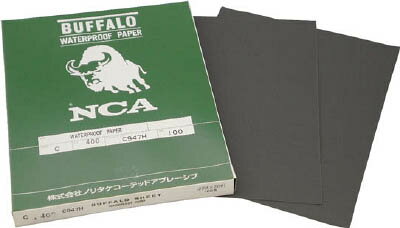 BUFFALO
WATERPROOF PAPER
NCA
WATERPROOF PAPER
C 400 C947H 100
株式会社ノリタケコーテッドアブレーシブ
C 400 C947H BUFFALO SHEET